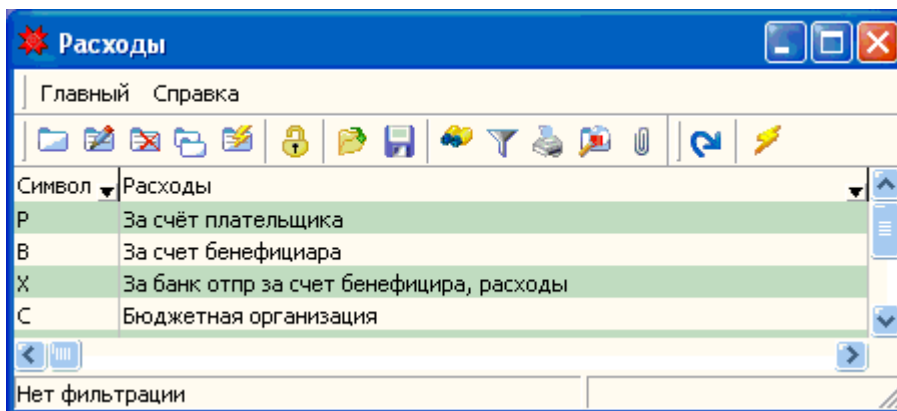 Расходы
Главный Справка
Символ Расходы
P За счёт плательщика
B За счет бенефициара
X За банк отпр за счет бенефицира, расходы
C Бюджетная организация
Нет фильтрации